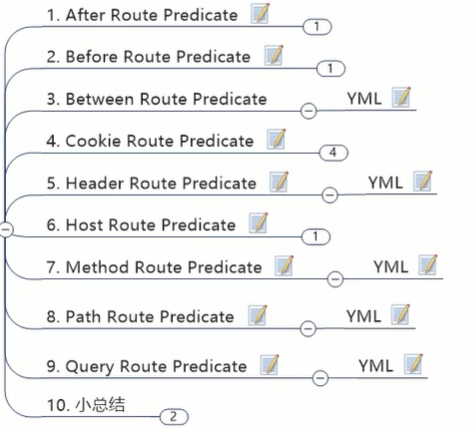 1. After Route Predicate 1
2. Before Route Predicate 1
3. Between Route Predicate YML
4. Cookie Route Predicate 4
5. Header Route Predicate YML
6. Host Route Predicate 1
7. Method Route Predicate YML
8. Path Route Predicate YML
9. Query Route Predicate YML
10. 小总结 2